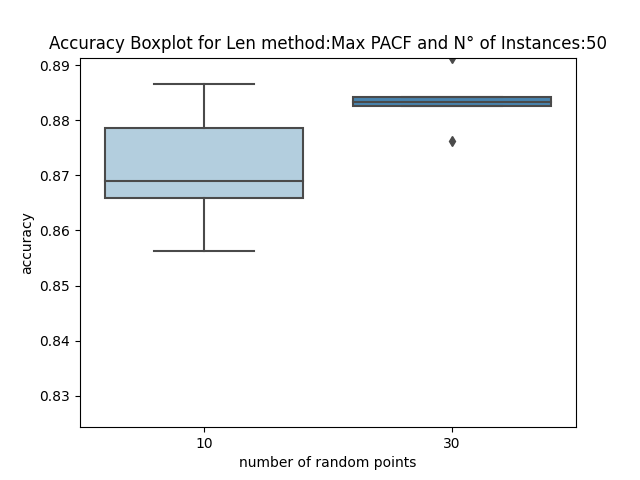 Accuracy Boxplot for Len method:Max PACF and N° of Instances:50
0.89
0.88
0.87
0.86
0.85
0.84
0.83
accuracy
10 30
number of random points